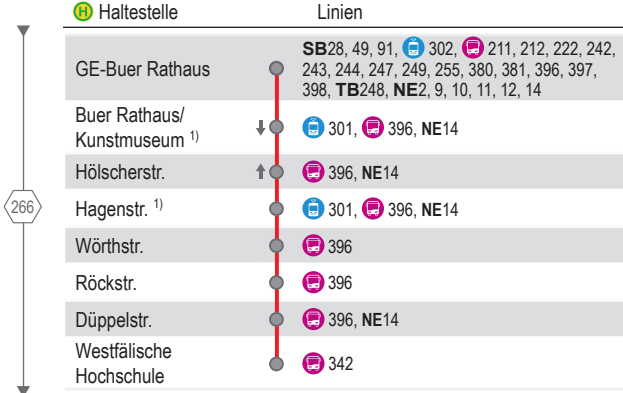 H Haltestelle Linien
GE-Buer Rathaus
SB28, 49, 91, 302, 211, 212, 222, 242,
243, 244, 247, 249, 255, 380, 381, 396, 397,
398, TB248, NE2, 9, 10, 11, 12, 14
Buer Rathaus/
Kunstmuseum 1)
301, 396, NE14
Hölscherstr. 396, NE14
266
Hagenstr. 1) 301, 396, NE14
Wörthstr. 396
Röckstr. 396
Düppelstr. 396, NE14
Westfälische
Hochschule
342